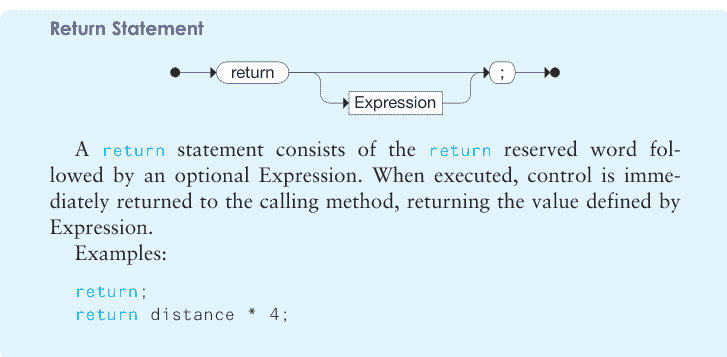 Return Statement
return ;
Expression
A return statement consists of the return reserved word fol-
lowed by an optional Expression. When executed, control is imme-
diately returned to the calling method, returning the value defined by
Expression.
Examples:
return;
return distance * 4;